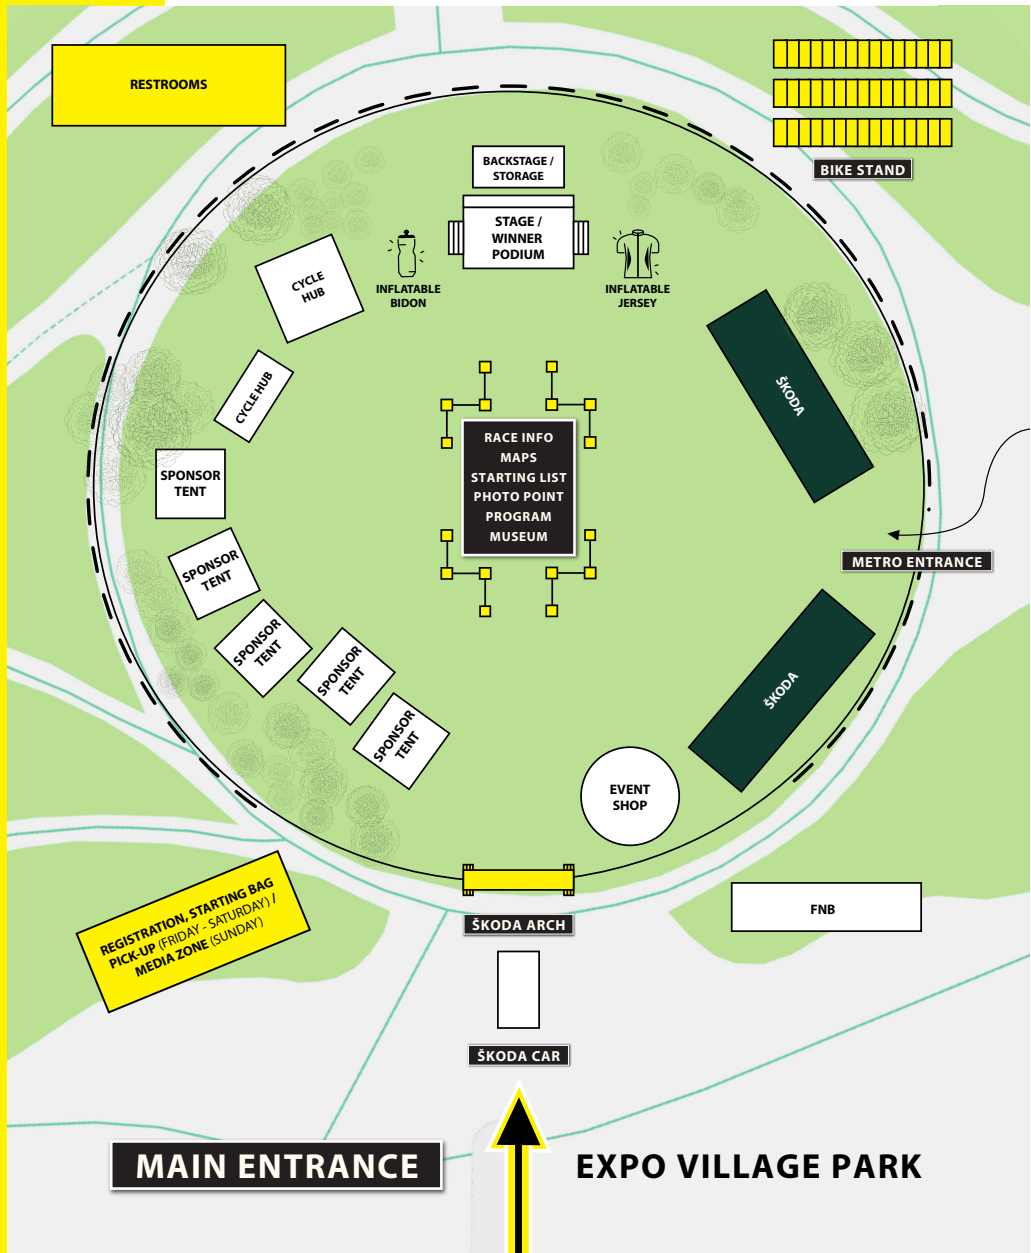 RESTROOMS
BIKE STAND
BACKSTAGE /
STORAGE
STAGE /
WINNER
PODIUM
CYCLE
HUB
INFLATABLE
BIDON
INFLATABLE
JERSEY
CYCLE HUB
ŠKODA
RACE INFO
MAPS
STARTING LIST
PHOTO POINT
PROGRAM
MUSEUM
SPONSOR
TENT
METRO ENTRANCE
SPONSOR
TENT
SPONSOR
TENT
SPONSOR
TENT
SPONSOR
TENT
ŠKODA
EVENT
SHOP
REGISTRATION, STARTING BAG
PICK-UP (FRIDAY - SATURDAY) /
MEDIA ZONE (SUNDAY)
ŠKODA ARCH
FNB
ŠKODA CAR
MAIN ENTRANCE
EXPO VILLAGE PARK